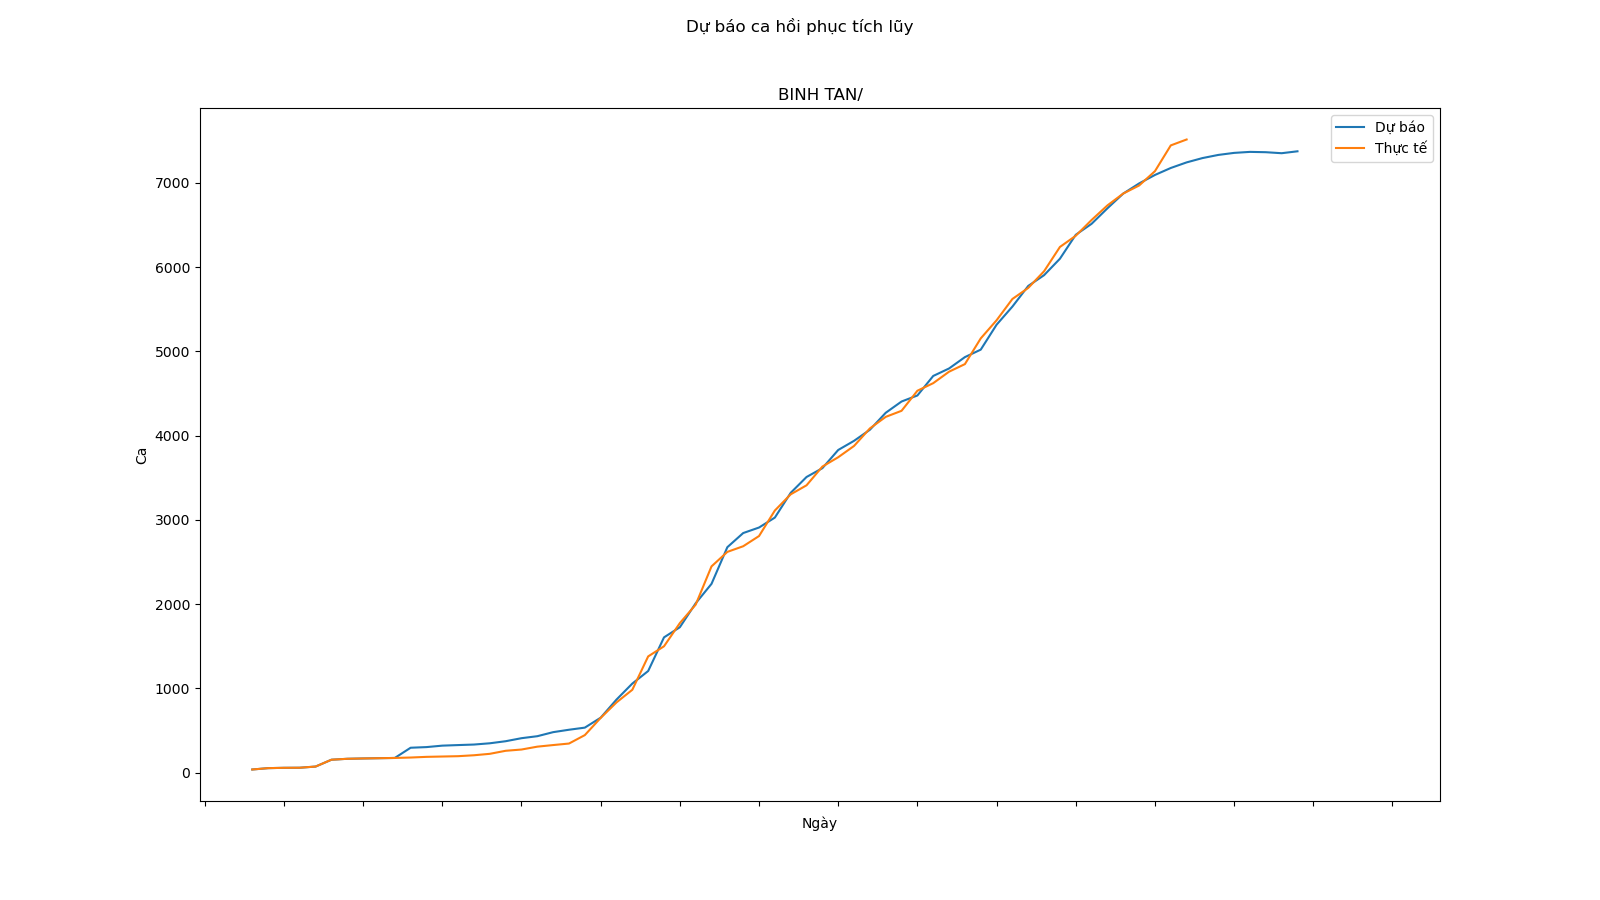 Dự báo ca hồi phục tích lũy
BINH TAN/
Dự báo
Thực tế
7000
6000
5000
4000
3000
2000
1000
0
Ca
Ngày